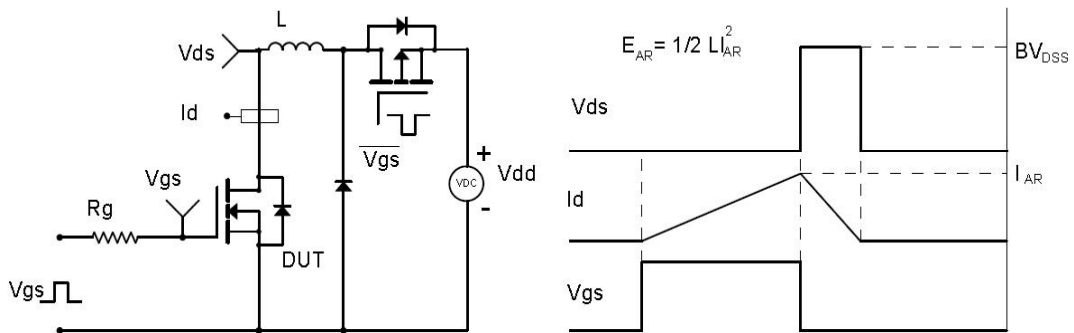 L
Vds
Id
Vgs
+
VDC
Vdd
-
Vgs
Rg
DUT
Vgs
E_AR = 1/2 LI_AR^2
BV_DSS
Vds
I_AR
Id
Vgs